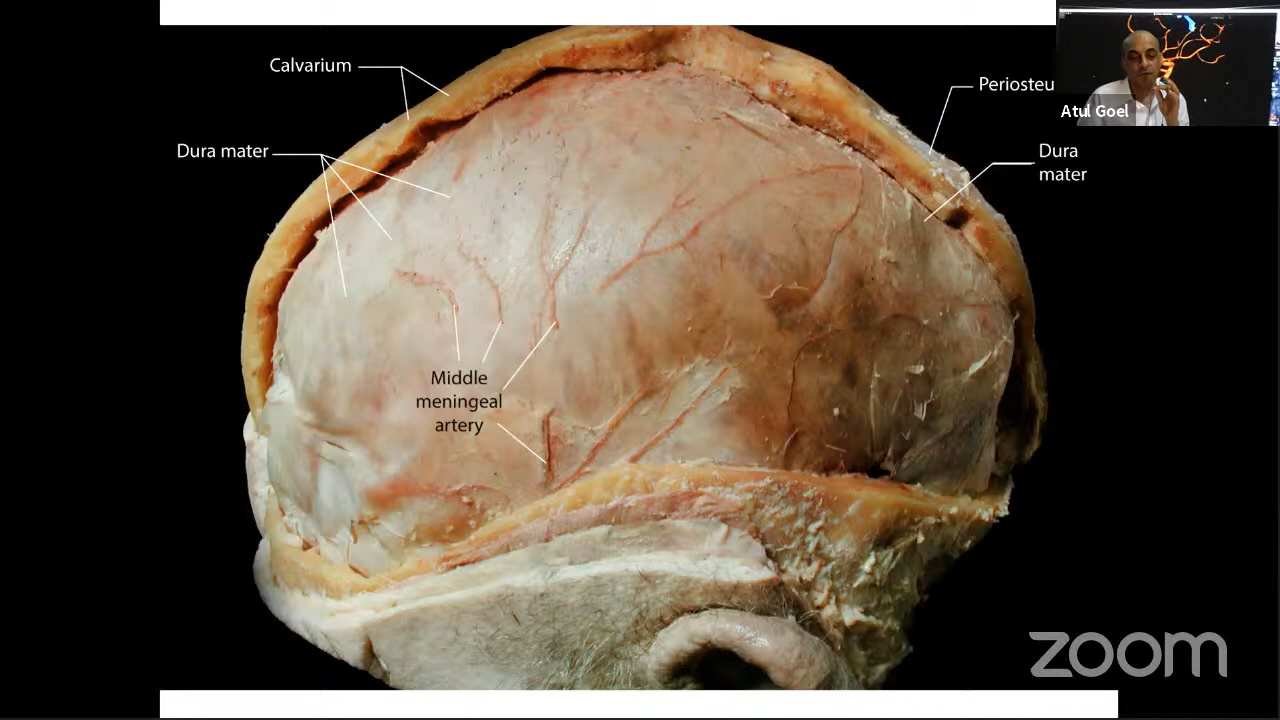 Calvarium
Periosteu
Atul Goel
Dura mater
Dura
mater
Middle
meningeal
artery
zoom